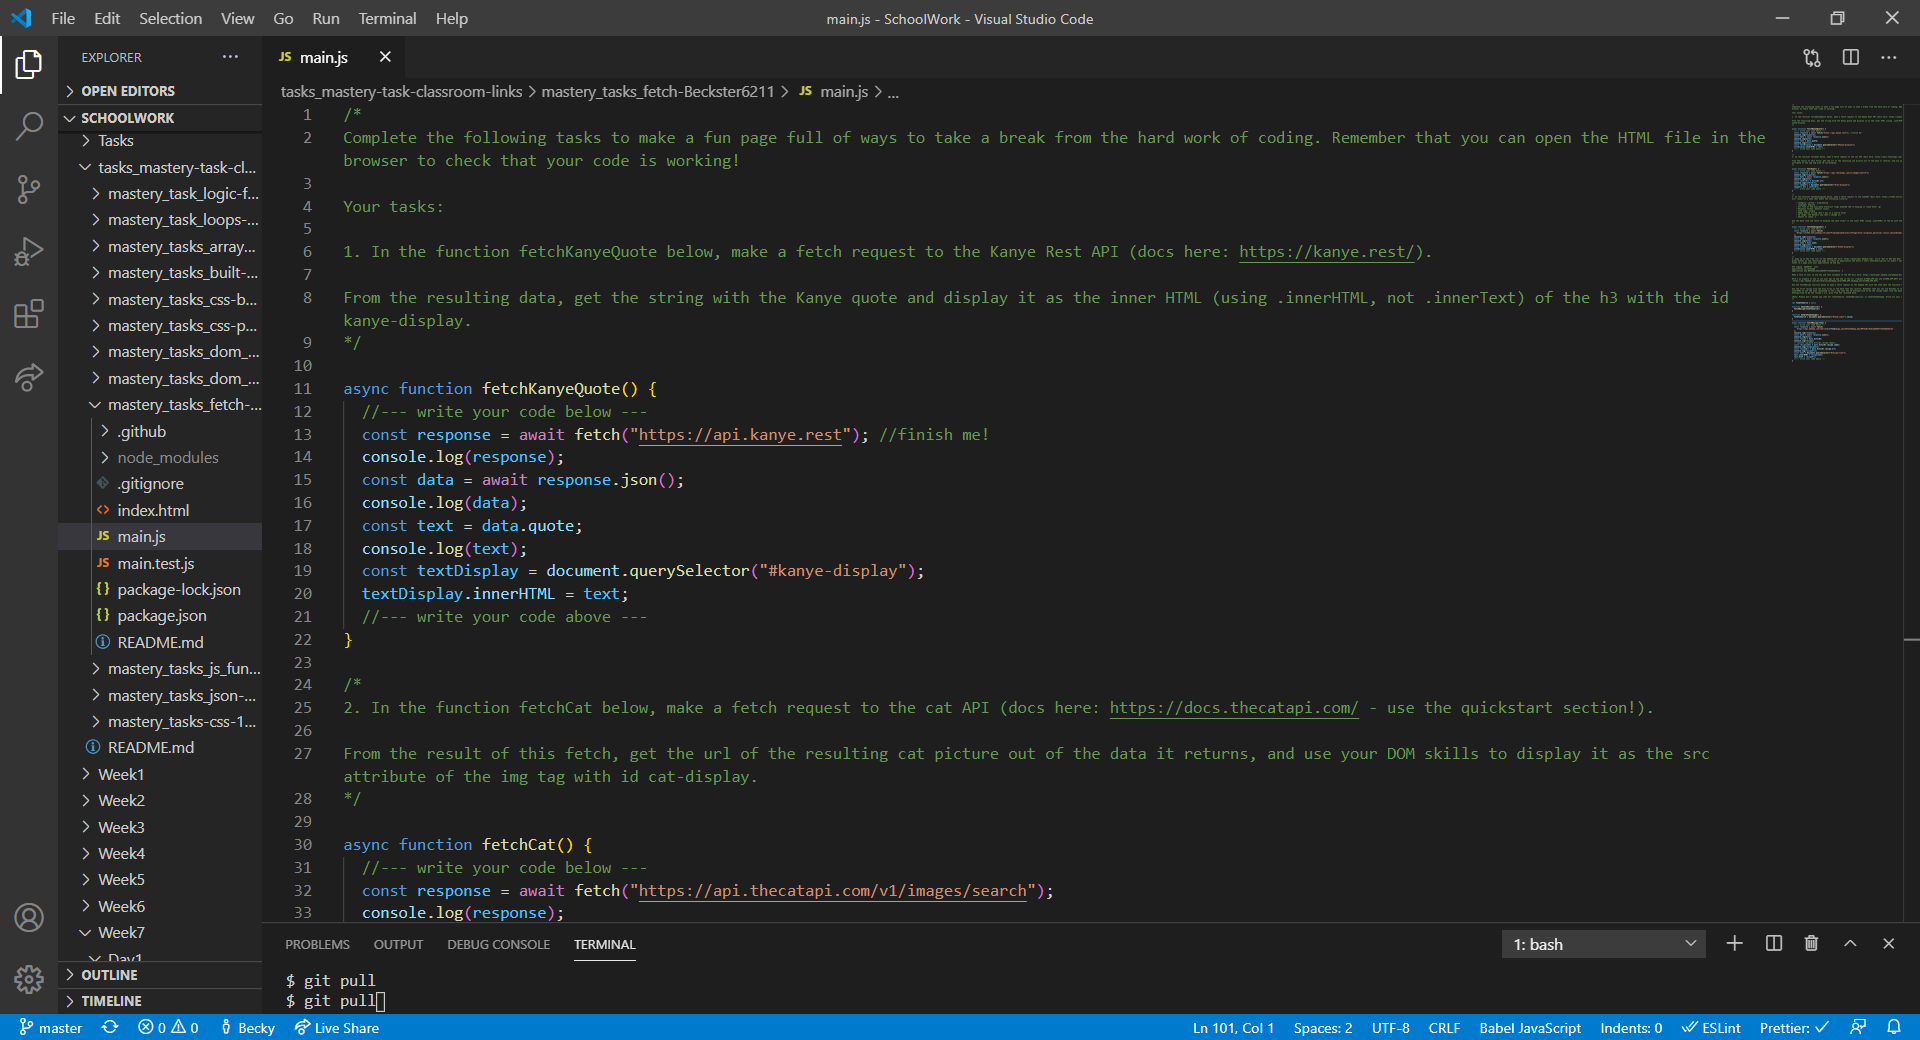 File Edit Selection View Go Run Terminal Help
main.js - SchoolWork - Visual Studio Code
EXPLORER
OPEN EDITORS
SCHOOLWORK
Tasks
tasks_mastery-task-cl...
mastery_task_logic-f...
mastery_task_loops-...
mastery_tasks_array...
mastery_tasks_built-...
mastery_tasks_css-b...
mastery_tasks_css-p...
mastery_tasks_dom_...
mastery_tasks_dom_...
mastery_tasks_fetch-...
.github
node_modules
.gitignore
index.html
JS main.js
JS main.test.js
{} package-lock.json
{} package.json
README.md
mastery_tasks_js_fun...
mastery_tasks_json-...
mastery_tasks-css-1...
README.md
Week1
Week2
Week3
Week4
Week5
Week6
Week7
Day1
OUTLINE
TIMELINE
JS main.js
tasks_mastery-task-classroom-links > mastery_tasks_fetch-Beckster6211 > JS main.js > ...
1 /*
2 Complete the following tasks to make a fun page full of ways to take a break from the hard work of coding. Remember that you can open the HTML file in the
browser to check that your code is working!
3
4 Your tasks:
5
6 1. In the function fetchKanyeQuote below, make a fetch request to the Kanye Rest API (docs here: https://kanye.rest/).
7
8 From the resulting data, get the string with the Kanye quote and display it as the inner HTML (using .innerHTML, not .innerText) of the h3 with the id
kanye-display.
9 */
10
11 async function fetchKanyeQuote() {
12 //--- write your code below ---
13 const response = await fetch("https://api.kanye.rest"); //finish me!
14 console.log(response);
15 const data = await response.json();
16 console.log(data);
17 const text = data.quote;
18 console.log(text);
19 const textDisplay = document.querySelector("#kanye-display");
20 textDisplay.innerHTML = text;
21 //--- write your code above ---
22 }
23
24 /*
25 2. In the function fetchCat below, make a fetch request to the cat API (docs here: https://docs.thecatapi.com/ - use the quickstart section!).
26
27 From the result of this fetch, get the url of the resulting cat picture out of the data it returns, and use your DOM skills to display it as the src
attribute of the img tag with id cat-display.
28 */
29
30 async function fetchCat() {
31 //--- write your code below ---
32 const response = await fetch("https://api.thecatapi.com/v1/images/search");
33 console.log(response);
PROBLEMS OUTPUT DEBUG CONSOLE TERMINAL
1: bash
$ git pull
$ git pull
master 0 0 Becky Live Share
Ln 101, Col 1 Spaces: 2 UTF-8 CRLF Babel JavaScript Indents: 0 ESLint Prettier: ✓